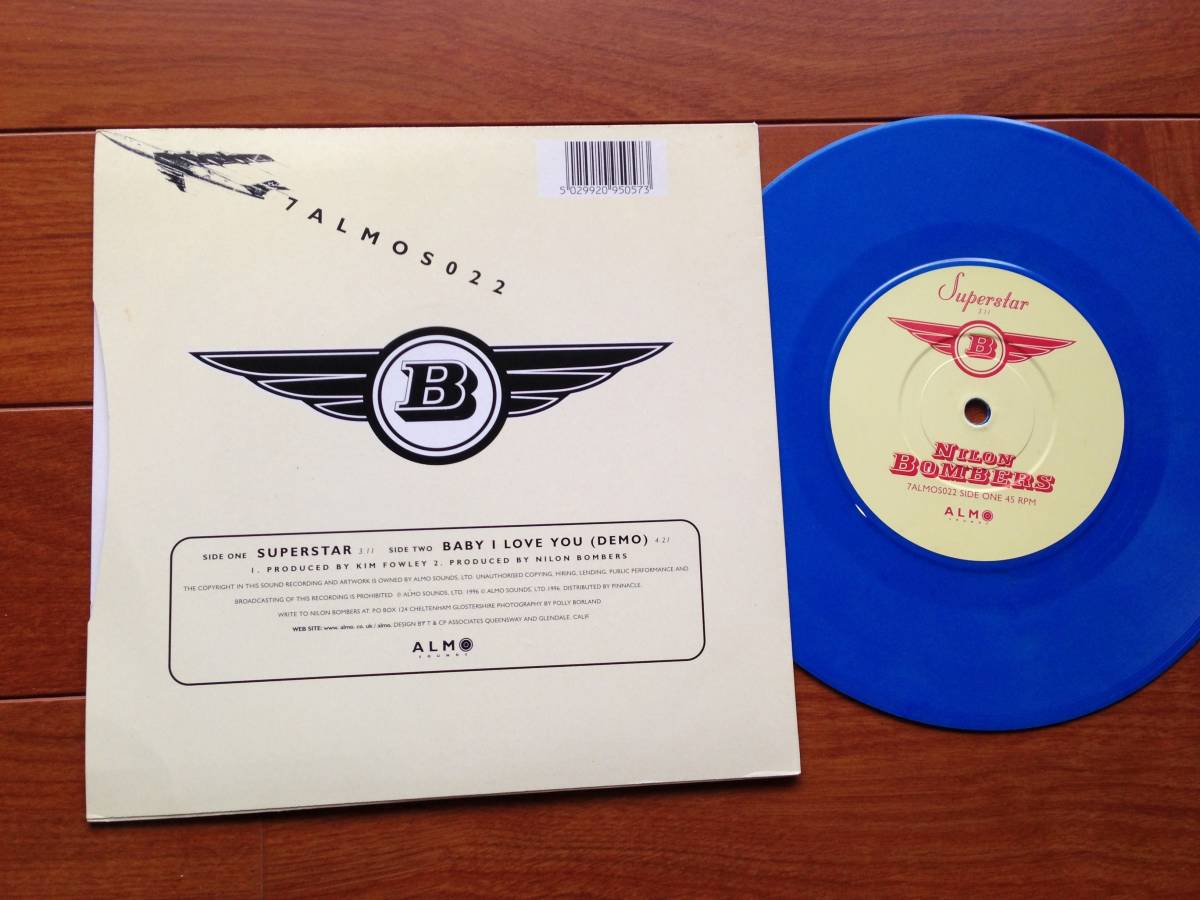 7ALMOS022
5 029920 950573
B
SIDE ONE SUPERSTAR 3.11 SIDE TWO BABY I LOVE YOU (DEMO) 4.21
1. PRODUCED BY KIM FOWLEY 2. PRODUCED BY NILON BOMBERS
THE COPYRIGHT IN THIS SOUND RECORDING AND ARTWORK IS OWNED BY ALMO SOUNDS, LTD. UNAUTHORISED COPYING, HIRING, LENDING, PUBLIC PERFORMANCE AND
BROADCASTING OF THIS RECORDING IS PROHIBITED. ℗ ALMO SOUNDS, LTD. 1996 © ALMO SOUNDS, LTD 1996. DISTRIBUTED BY PINNACLE.
WRITE TO NILON BOMBERS AT: PO BOX 124 CHELTENHAM GLOSTERSHIRE PHOTOGRAPHY BY POLLY BORLAND.
WEB SITE: www. almo. co. uk / almo. DESIGN BY T & CP ASSOCIATES QUEENSWAY AND GLENDALE, CALIF
ALMO
SOUNDS
Superstar
3.11
B
NILON
BOMBERS
7ALMOS022 SIDE ONE 45 RPM
ALMO
SOUNDS